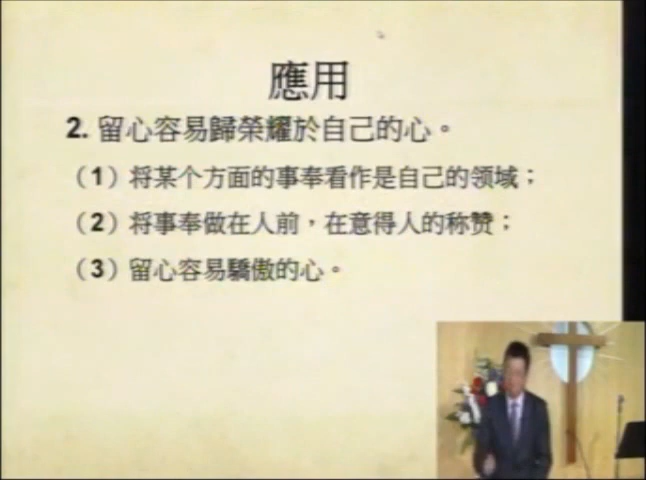 應用
2. 留心容易歸榮耀於自己的心。
（1）将某个方面的事奉看作是自己的领域；
（2）将事奉做在人前，在意得人的称赞；
（3）留心容易驕傲的心。